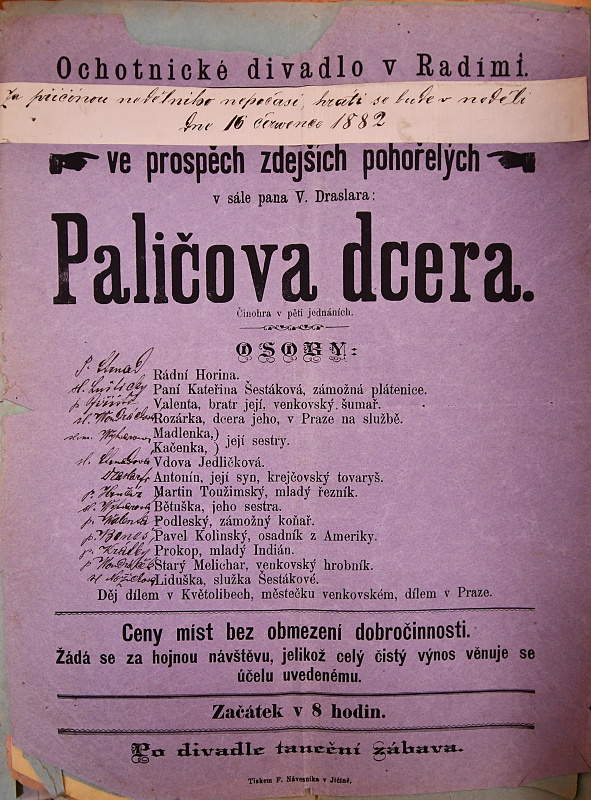 Ochotnické divadlo v Radími.
Za příčinou nedělního nepočasí, hráti se bude v neděli
dne 16 července 1882
ve prospěch zdejších pohořelých
v sále pana V. Draslara:
Paličova dcera.
Činohra v pěti jednáních.
OSOBY:
Rádní Horina.
Paní Kateřina Šestáková, zámožná plátenice.
Valenta, bratr její, venkovský šumař.
Rozárka, dcera jeho, v Praze na službě.
Madlenka,)
Kačenka, ) její sestry.
Vdova Jedličková.
Antonín, její syn, krejčovský tovaryš.
Martin Toužimský, mladý řezník.
Bětuška, jeho sestra.
Podleský, zámožný koňař.
Pavel Kolinský, osadník z Ameriky.
Prokop, mladý Indián.
Starý Melichar, venkovský hrobník.
Liduška, služka Šestákové.
Děj dílem v Květolibech, městečku venkovském, dílem v Praze.
Ceny míst bez obmezení dobročinnosti.
Žádá se za hojnou návštěvu, jelikož celý čistý výnos věnuje se
účelu uvedenému.
Začátek v 8 hodin.
Po divadle taneční zábava.
Tiskem F. Návesníka v Jičíně.